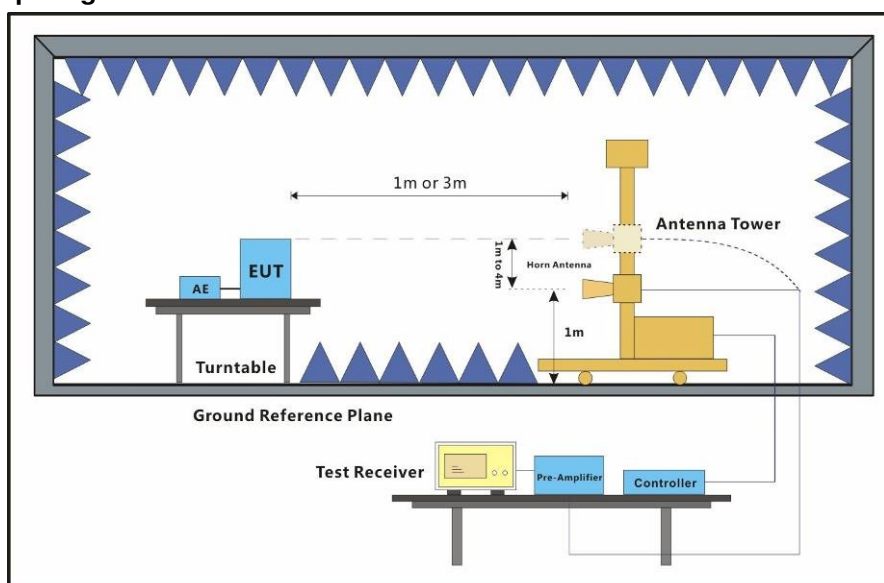 1m or 3m
Antenna Tower
1m to 4m
Horn Antenna
EUT
AE
1m
Turntable
Ground Reference Plane
Test Receiver
Pre-Amplifier
Controller